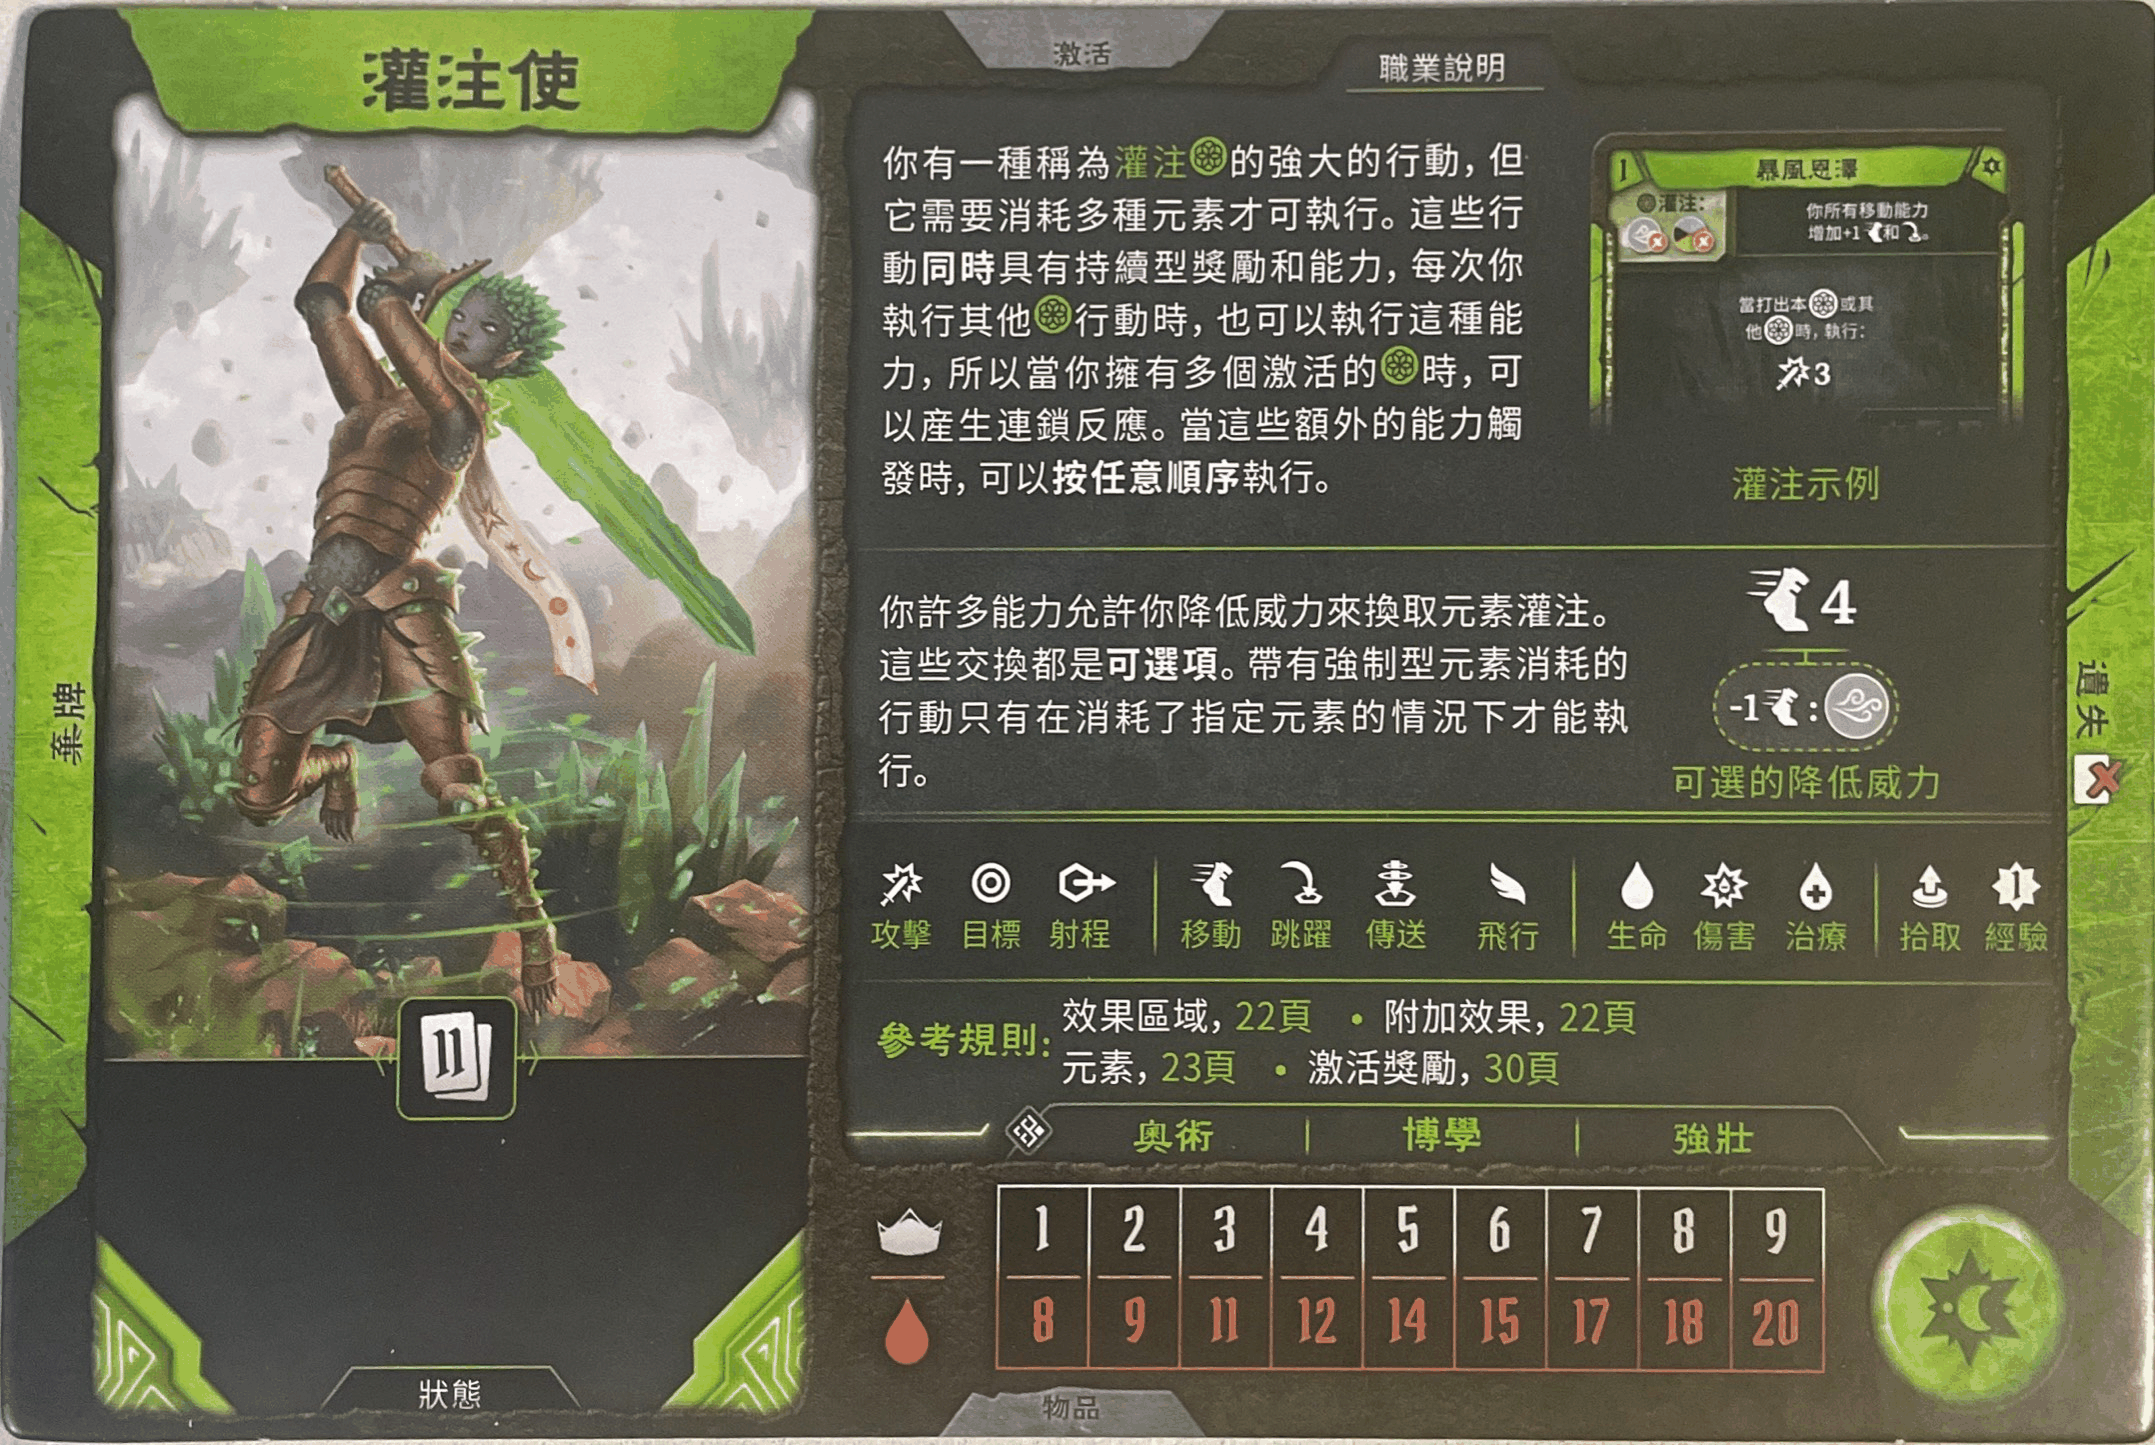 灌注使
激活
職業說明
你有一種稱為灌注的強大的行動，但
它需要消耗多種元素才可執行。這些行
動同時具有持續型獎勵和能力，每次你
執行其他行動時，也可以執行這種能
力，所以當你擁有多個激活的時，可
以産生連鎖反應。當這些額外的能力觸
發時，可以按任意順序執行。
1 暴風恩澤
灌注：
你所有移動能力
增加+1和。
當打出本或其
他時，執行：
3
灌注示例
你許多能力允許你降低威力來換取元素灌注。
這些交換都是可選項。帶有強制型元素消耗的
行動只有在消耗了指定元素的情況下才能執
行。
4
-1:
可選的降低威力
1
攻擊 目標 射程 移動 跳躍 傳送 飛行 生命 傷害 治療 拾取 經驗
參考規則：
效果區域，22頁 • 附加效果，22頁
元素，23頁 • 激活獎勵，30頁
奧術 | 博學 | 強壯
1 2 3 4 5 6 7 8 9
8 9 11 12 14 15 17 18 20
11
狀態
物品
棄牌
遺失